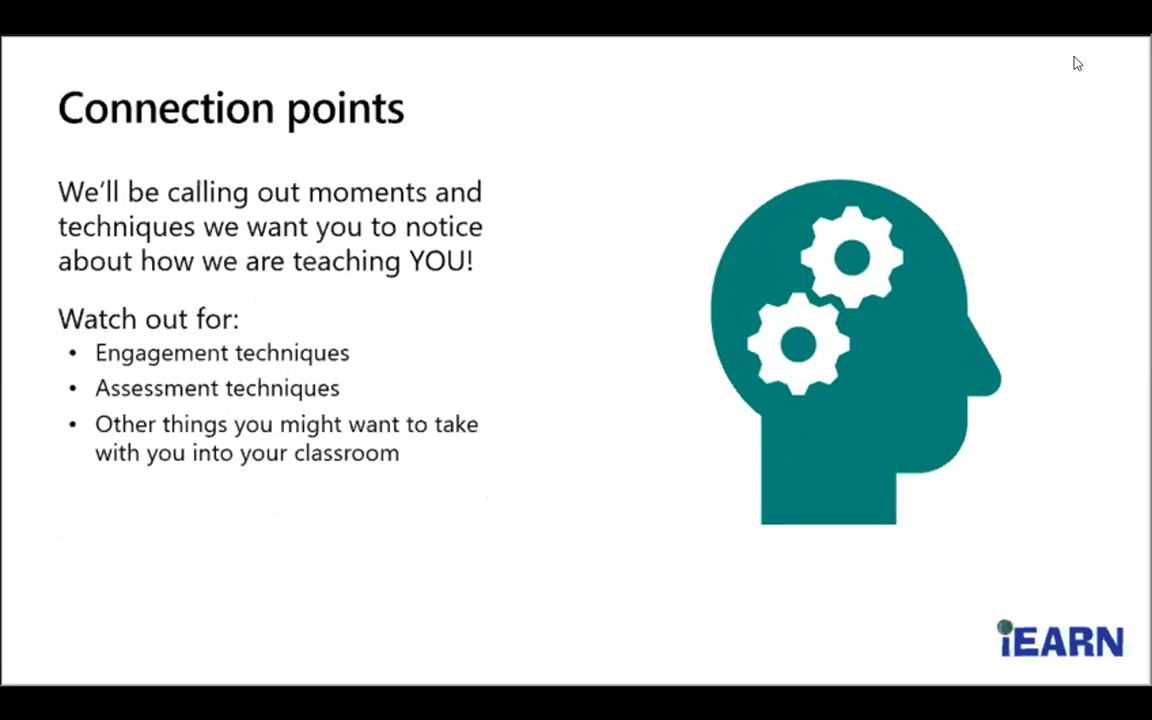 Connection points
We'll be calling out moments and
techniques we want you to notice
about how we are teaching YOU!
Watch out for:
• Engagement techniques
• Assessment techniques
• Other things you might want to take
with you into your classroom
iEARN